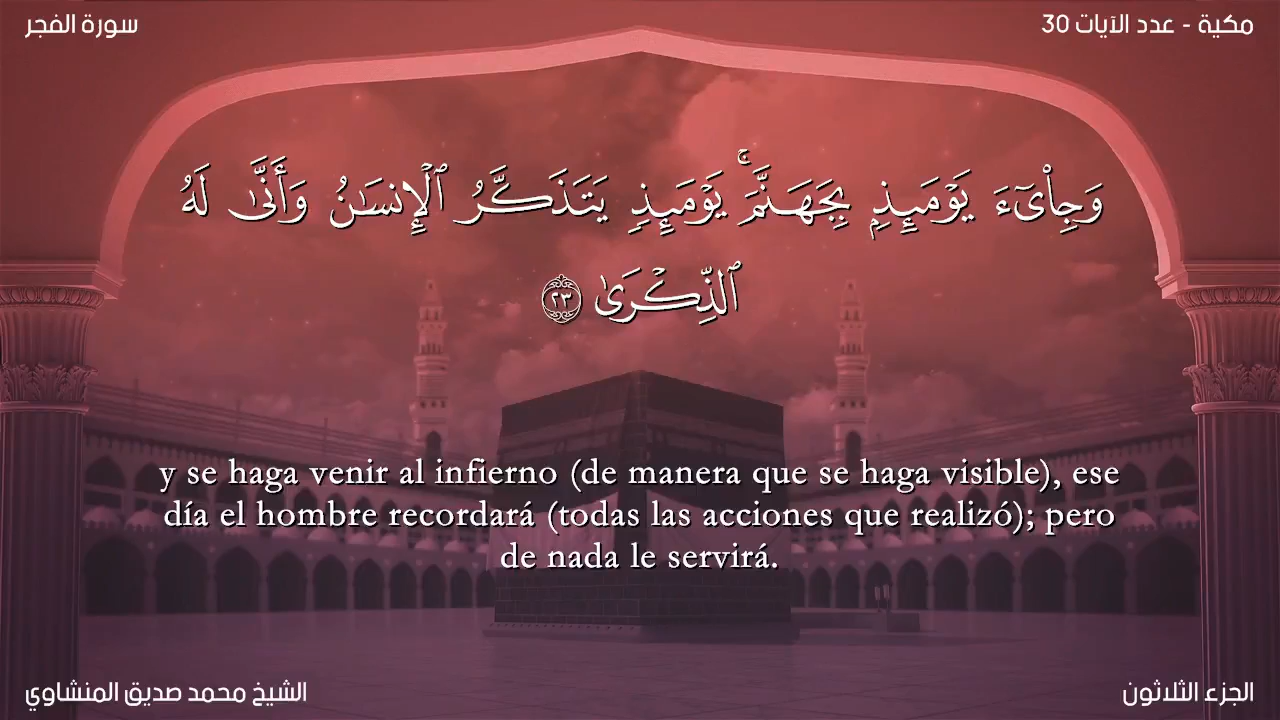 سورة الفجر
مكية - عدد الآيات 30
وَجِاْىٓءَ يَوْمَئِذِۭ بِجَهَنَّمَ ۚ يَوْمَئِذٍ يَتَذَكَّرُ ٱلْإِنسَـٰنُ وَأَنَّىٰ لَهُ
ٱلذِّكْرَىٰ ٢٣
y se haga venir al infierno (de manera que se haga visible), ese
día el hombre recordará (todas las acciones que realizó); pero
de nada le servirá.
الشيخ محمد صديق المنشاوي
الجزء الثلاثون